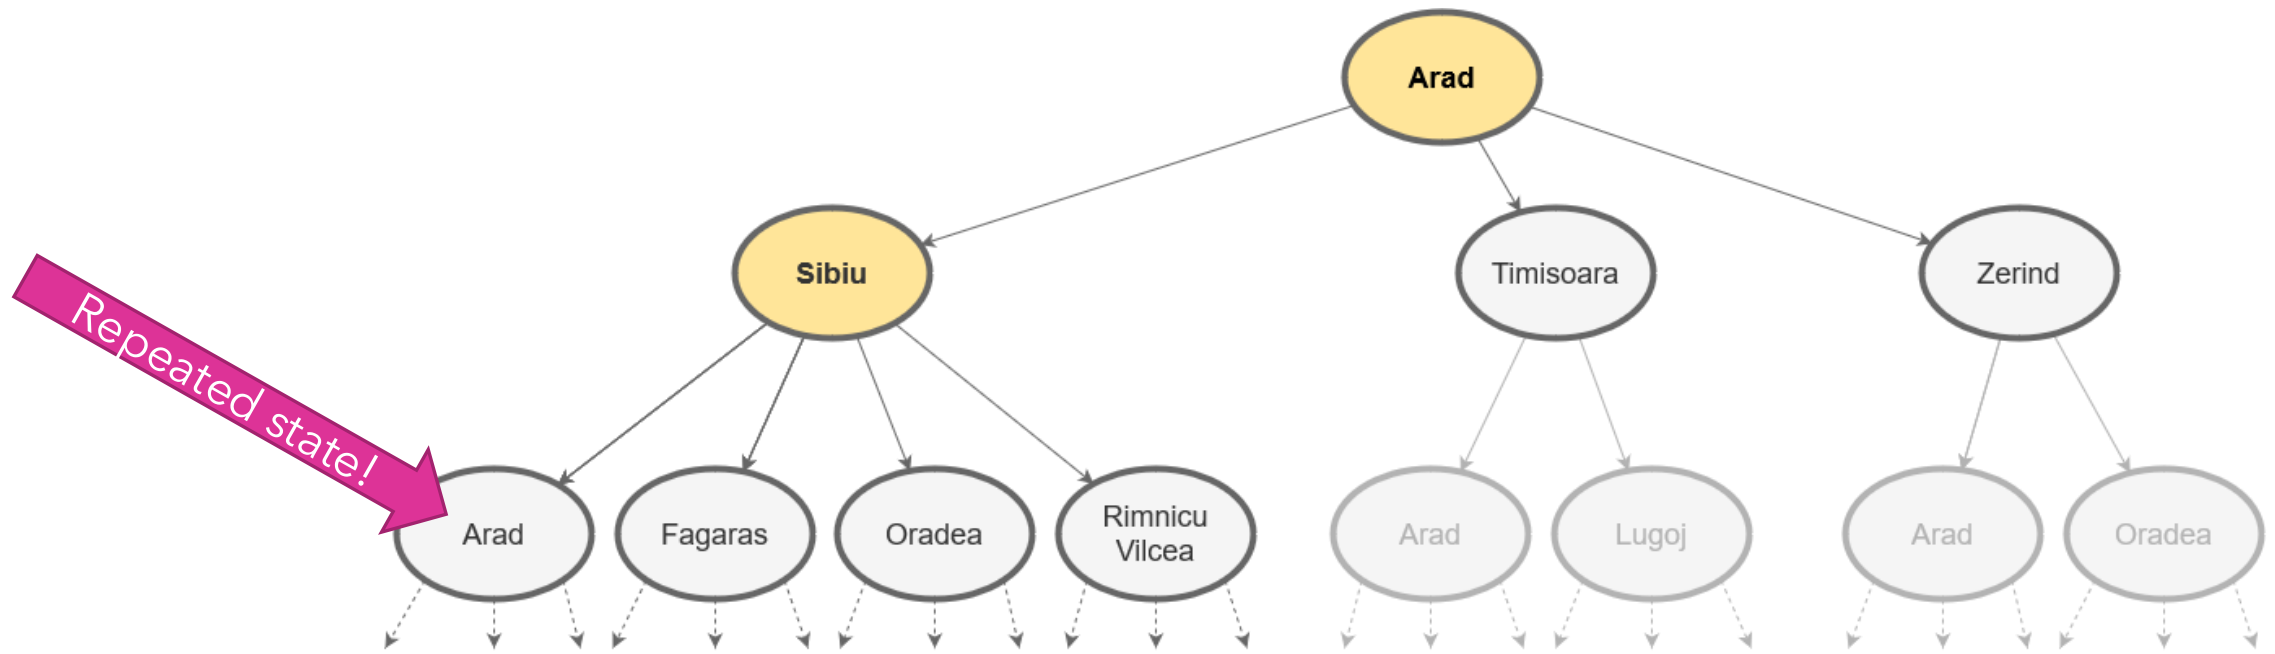 Arad
Sibiu
Timisoara
Zerind
Repeated state!
Arad
Fagaras
Oradea
Rimnicu
Vilcea
Arad
Lugoj
Arad
Oradea